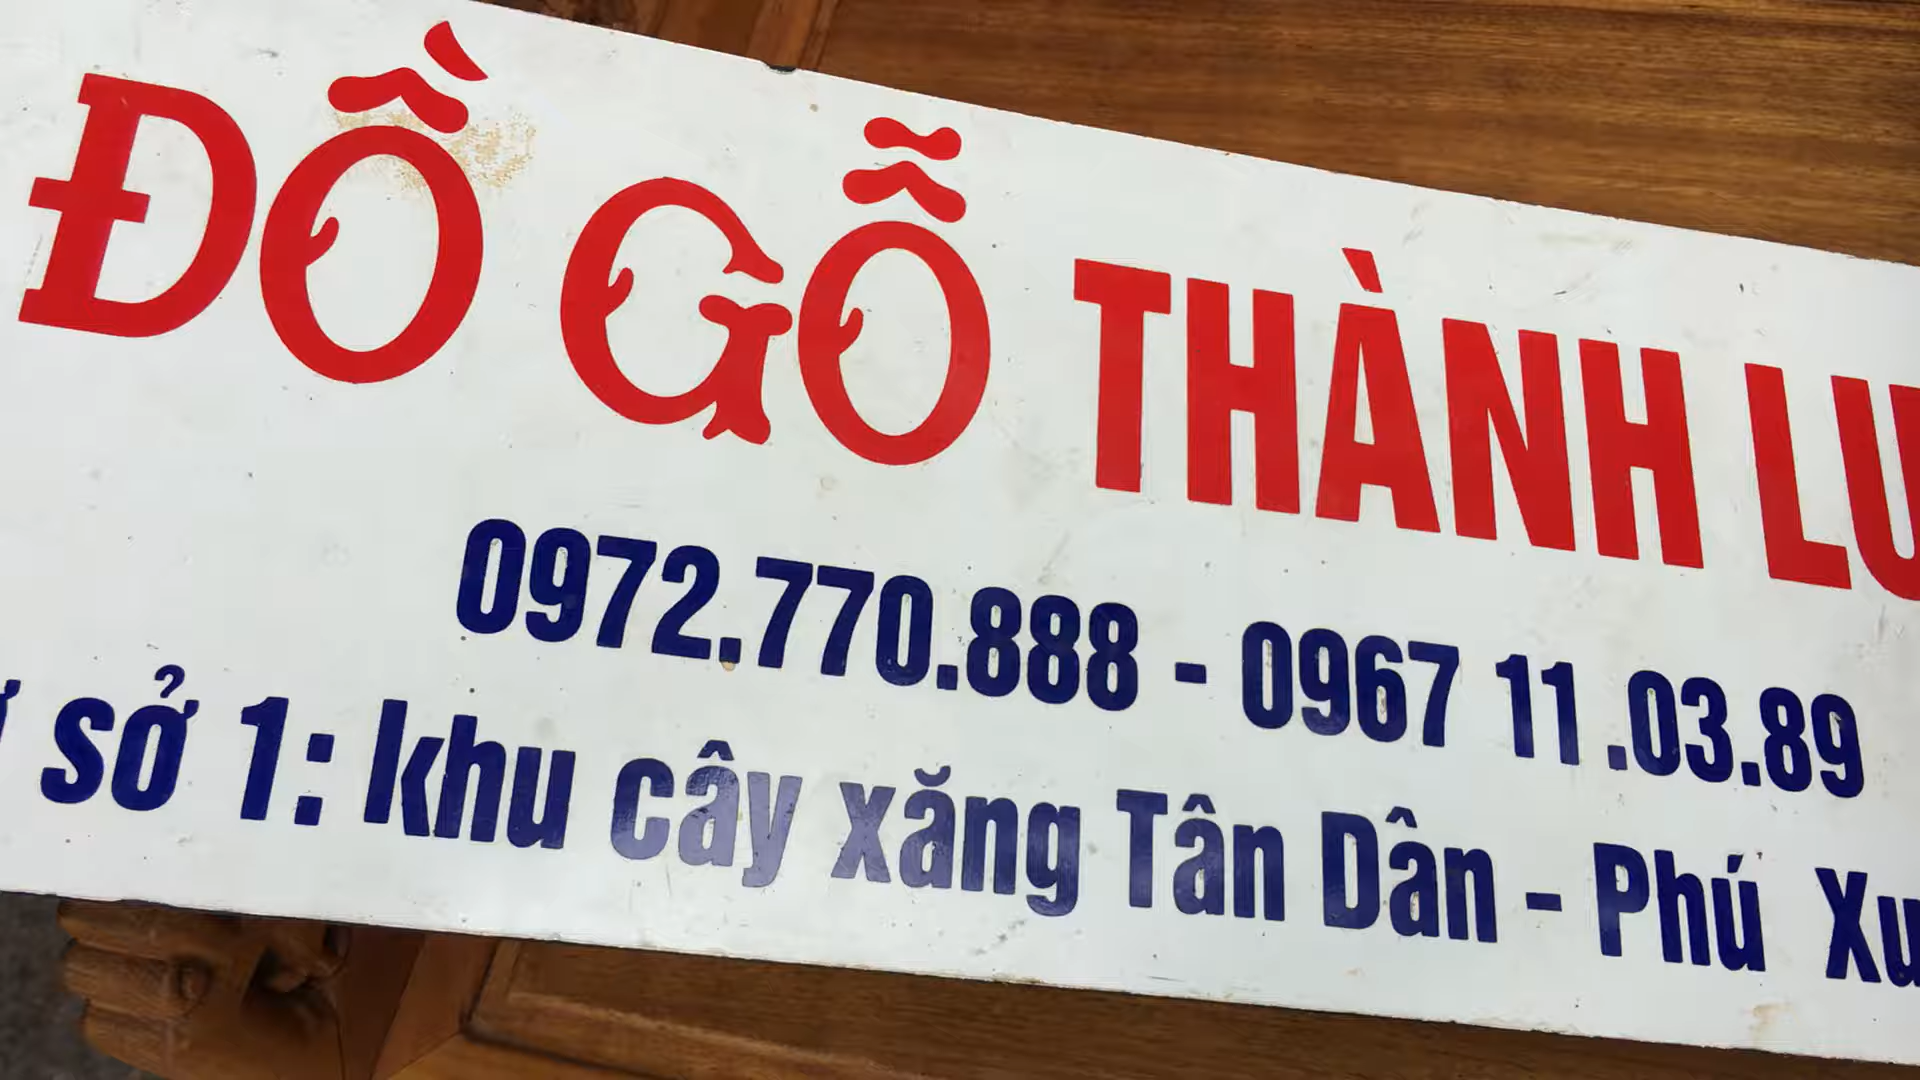 ĐỒ GỖ THÀNH LU
0972.770.888 - 0967 11.03.89
sở 1: khu cây xăng Tân Dân - Phú Xu